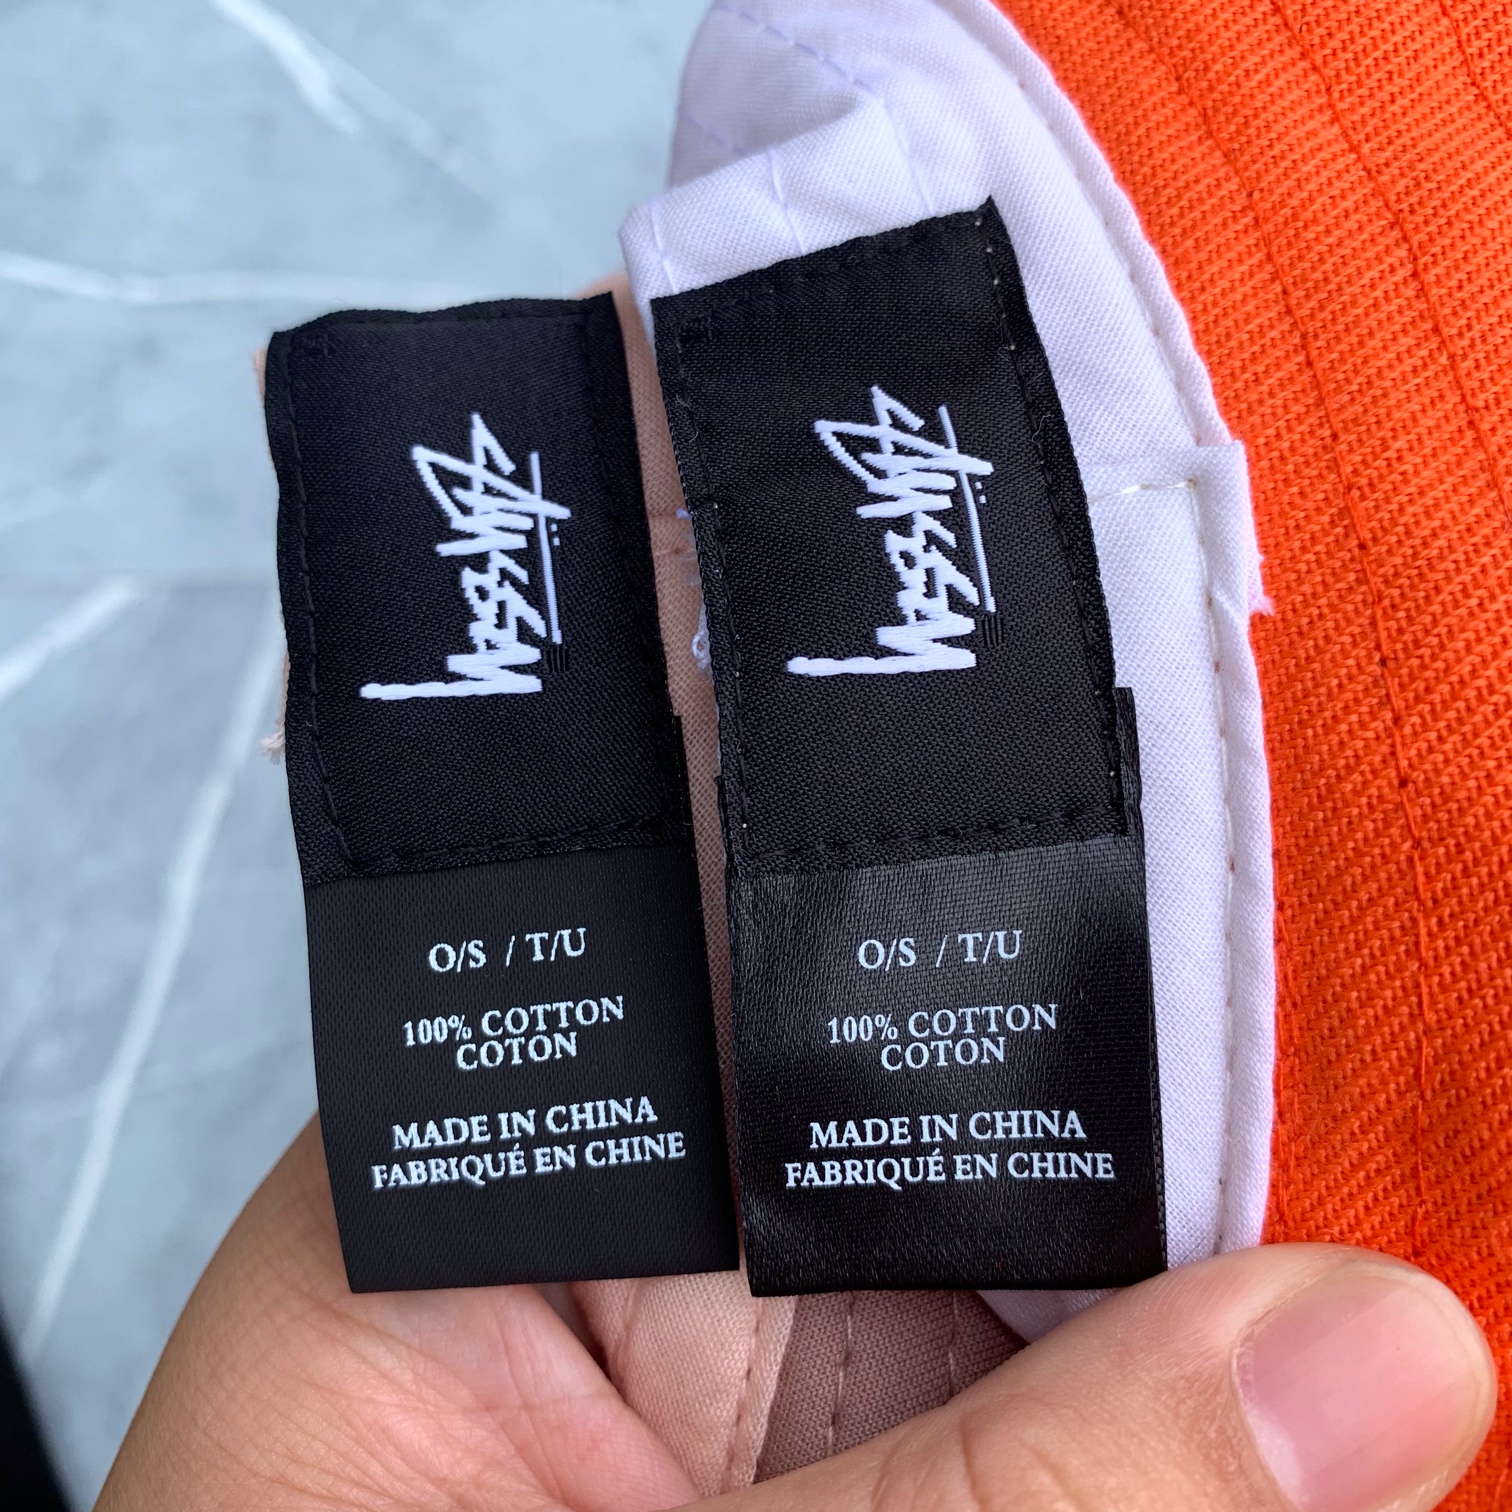 Stüssy
O/S / T/U
100% COTTON
COTON
MADE IN CHINA
FABRIQUÉ EN CHINE
Stüssy
O/S / T/U
100% COTTON
COTON
MADE IN CHINA
FABRIQUÉ EN CHINE